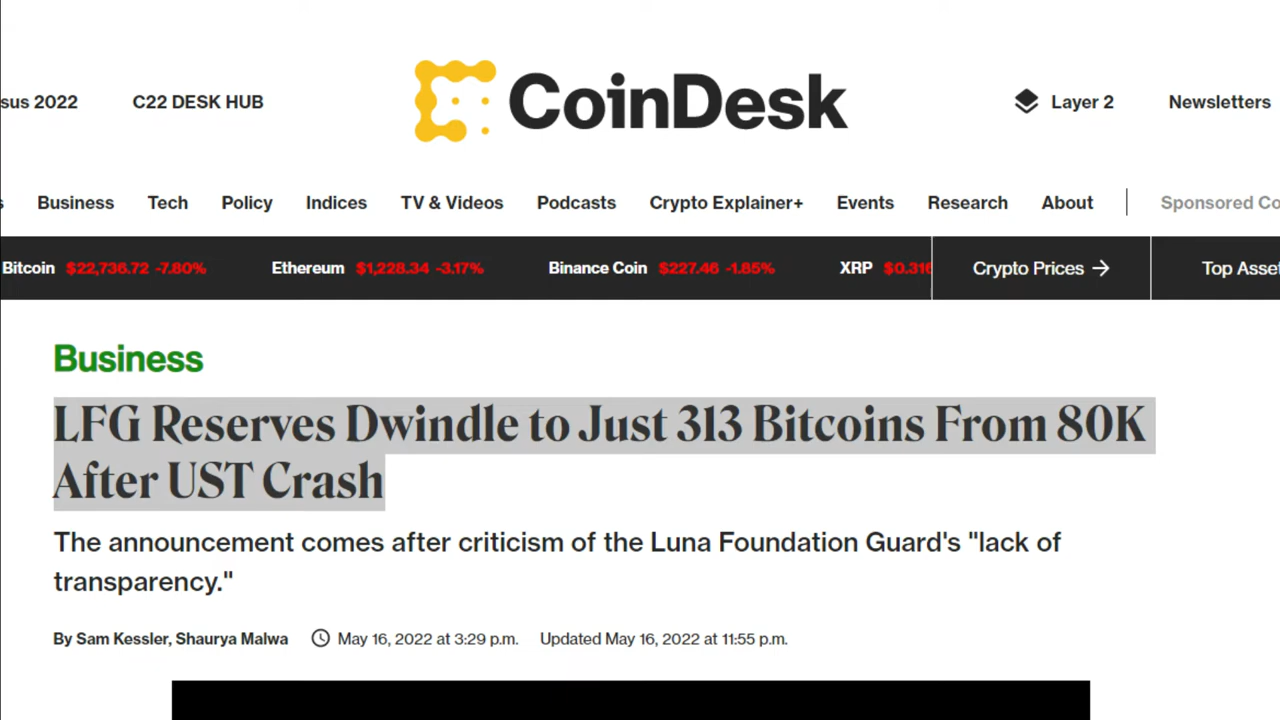 sus 2022 C22 DESK HUB CoinDesk Layer 2 Newsletters
s Business Tech Policy Indices TV & Videos Podcasts Crypto Explainer+ Events Research About Sponsored Co
Bitcoin $22,736.72 -7.80% Ethereum $1,228.34 -3.17% Binance Coin $227.46 -1.85% XRP $0.316 Crypto Prices → Top Asset
Business
LFG Reserves Dwindle to Just 313 Bitcoins From 80K
After UST Crash
The announcement comes after criticism of the Luna Foundation Guard's "lack of
transparency."
By Sam Kessler, Shaurya Malwa May 16, 2022 at 3:29 p.m. Updated May 16, 2022 at 11:55 p.m.